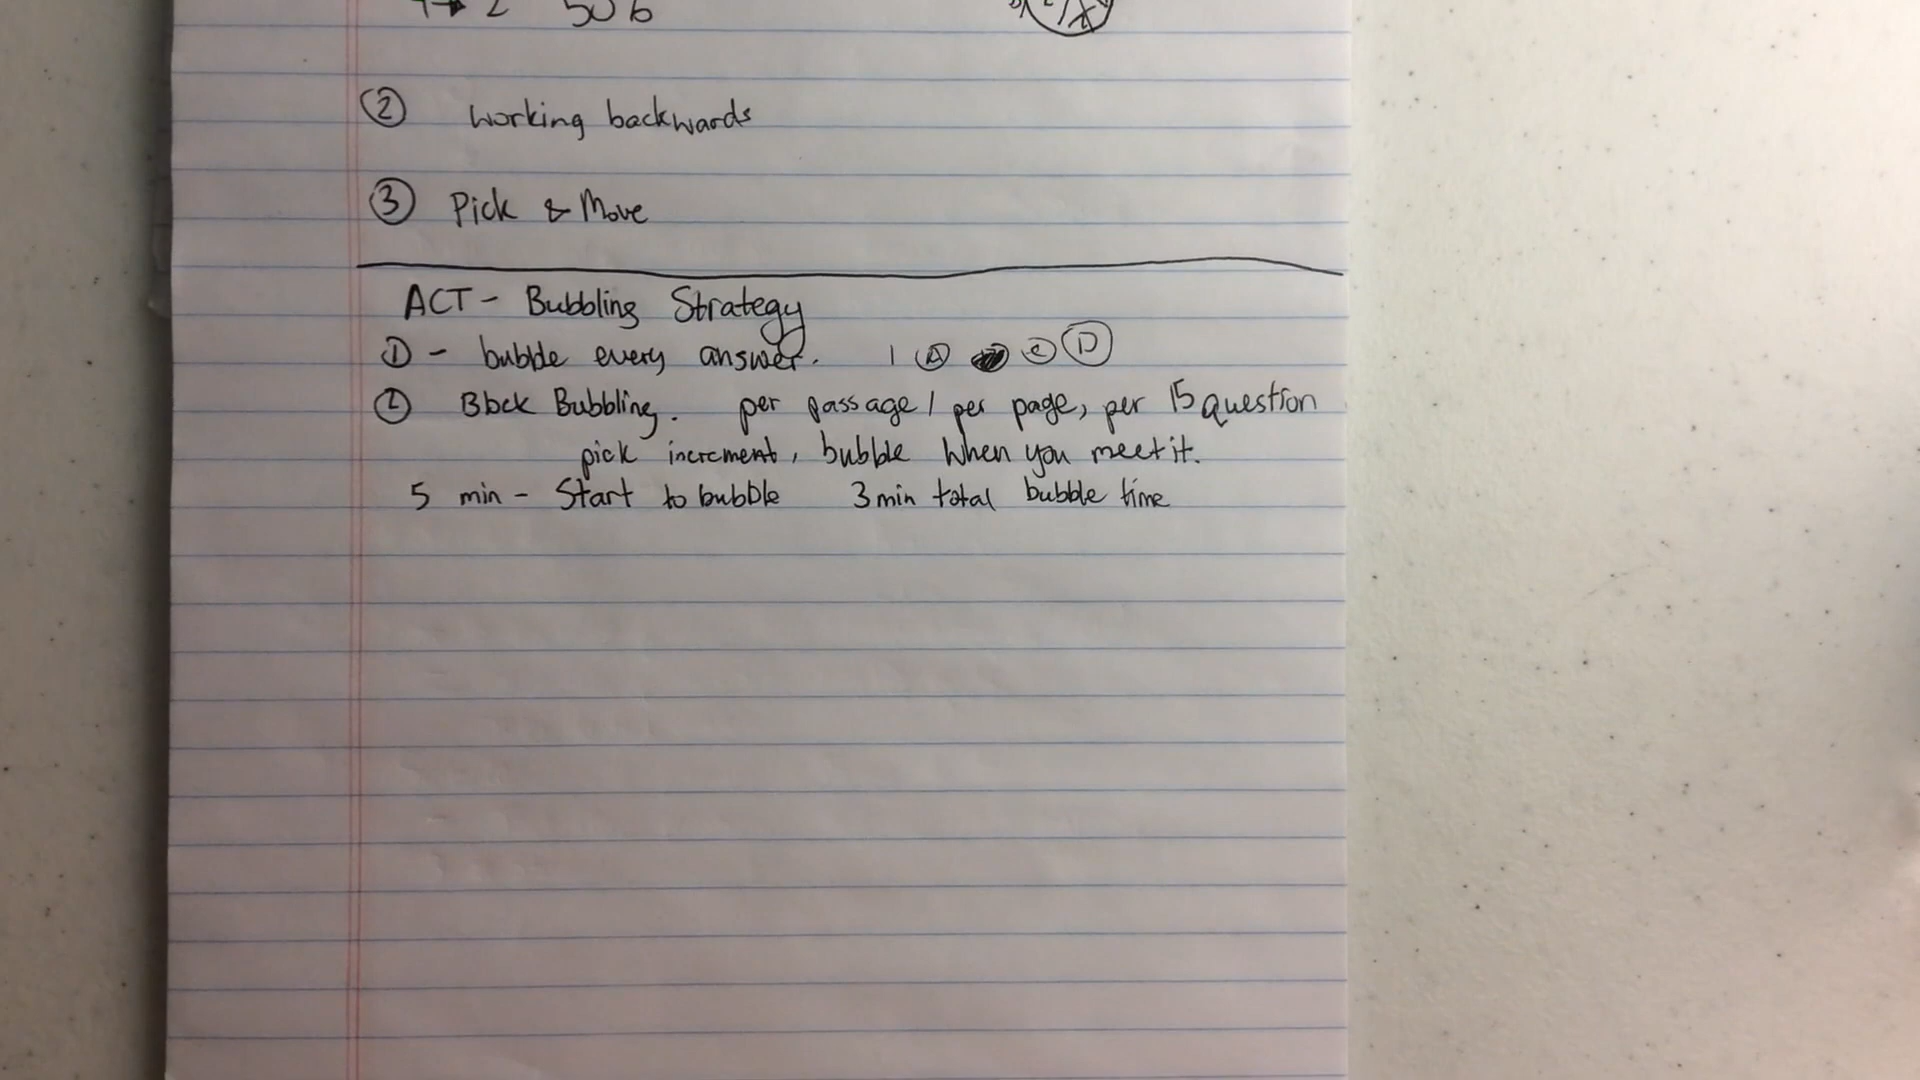 ② working backwards
③ Pick & Move
ACT - Bubbling Strategy
① - bubble every answer. 1 Ⓐ Ⓒ Ⓓ
② Block Bubbling. per passage / per page, per 15 question
pick increment, bubble when you meet it.
5 min - Start to bubble 3 min total bubble time